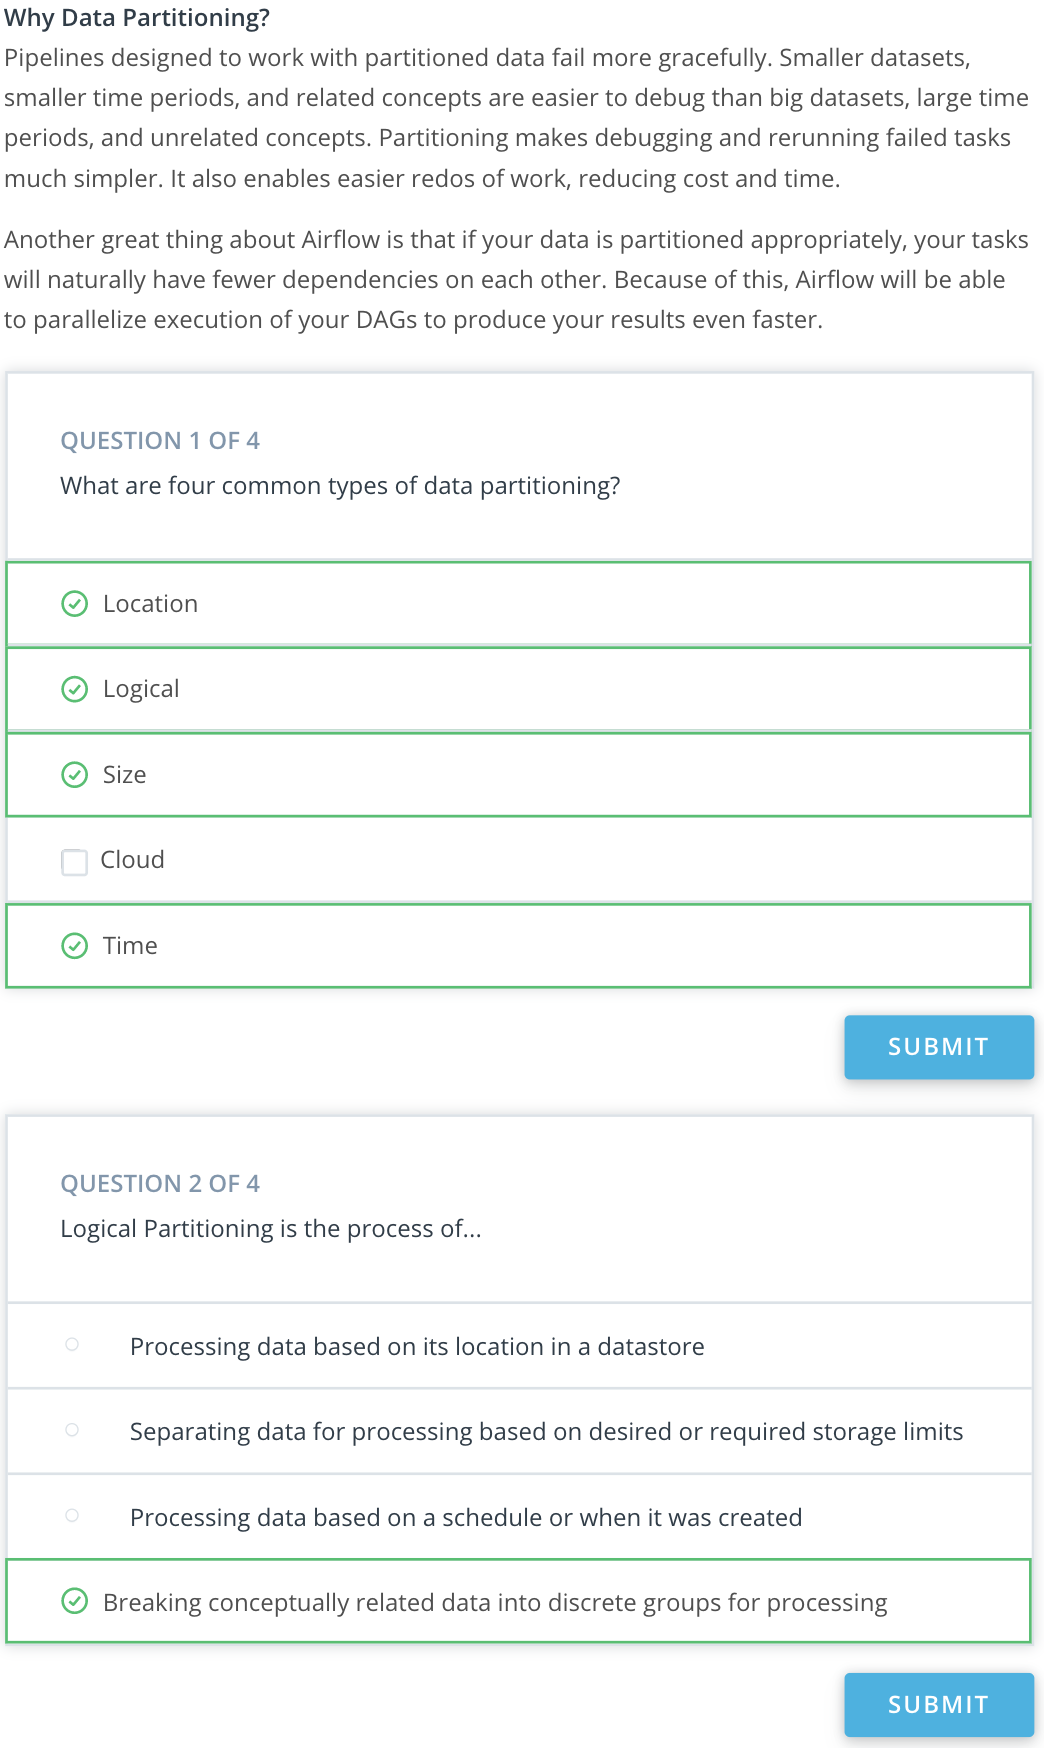 Why Data Partitioning?
Pipelines designed to work with partitioned data fail more gracefully. Smaller datasets,
smaller time periods, and related concepts are easier to debug than big datasets, large time
periods, and unrelated concepts. Partitioning makes debugging and rerunning failed tasks
much simpler. It also enables easier redos of work, reducing cost and time.
Another great thing about Airflow is that if your data is partitioned appropriately, your tasks
will naturally have fewer dependencies on each other. Because of this, Airflow will be able
to parallelize execution of your DAGs to produce your results even faster.
QUESTION 1 OF 4
What are four common types of data partitioning?
Location
Logical
Size
Cloud
Time
SUBMIT
QUESTION 2 OF 4
Logical Partitioning is the process of...
Processing data based on its location in a datastore
Separating data for processing based on desired or required storage limits
Processing data based on a schedule or when it was created
Breaking conceptually related data into discrete groups for processing
SUBMIT